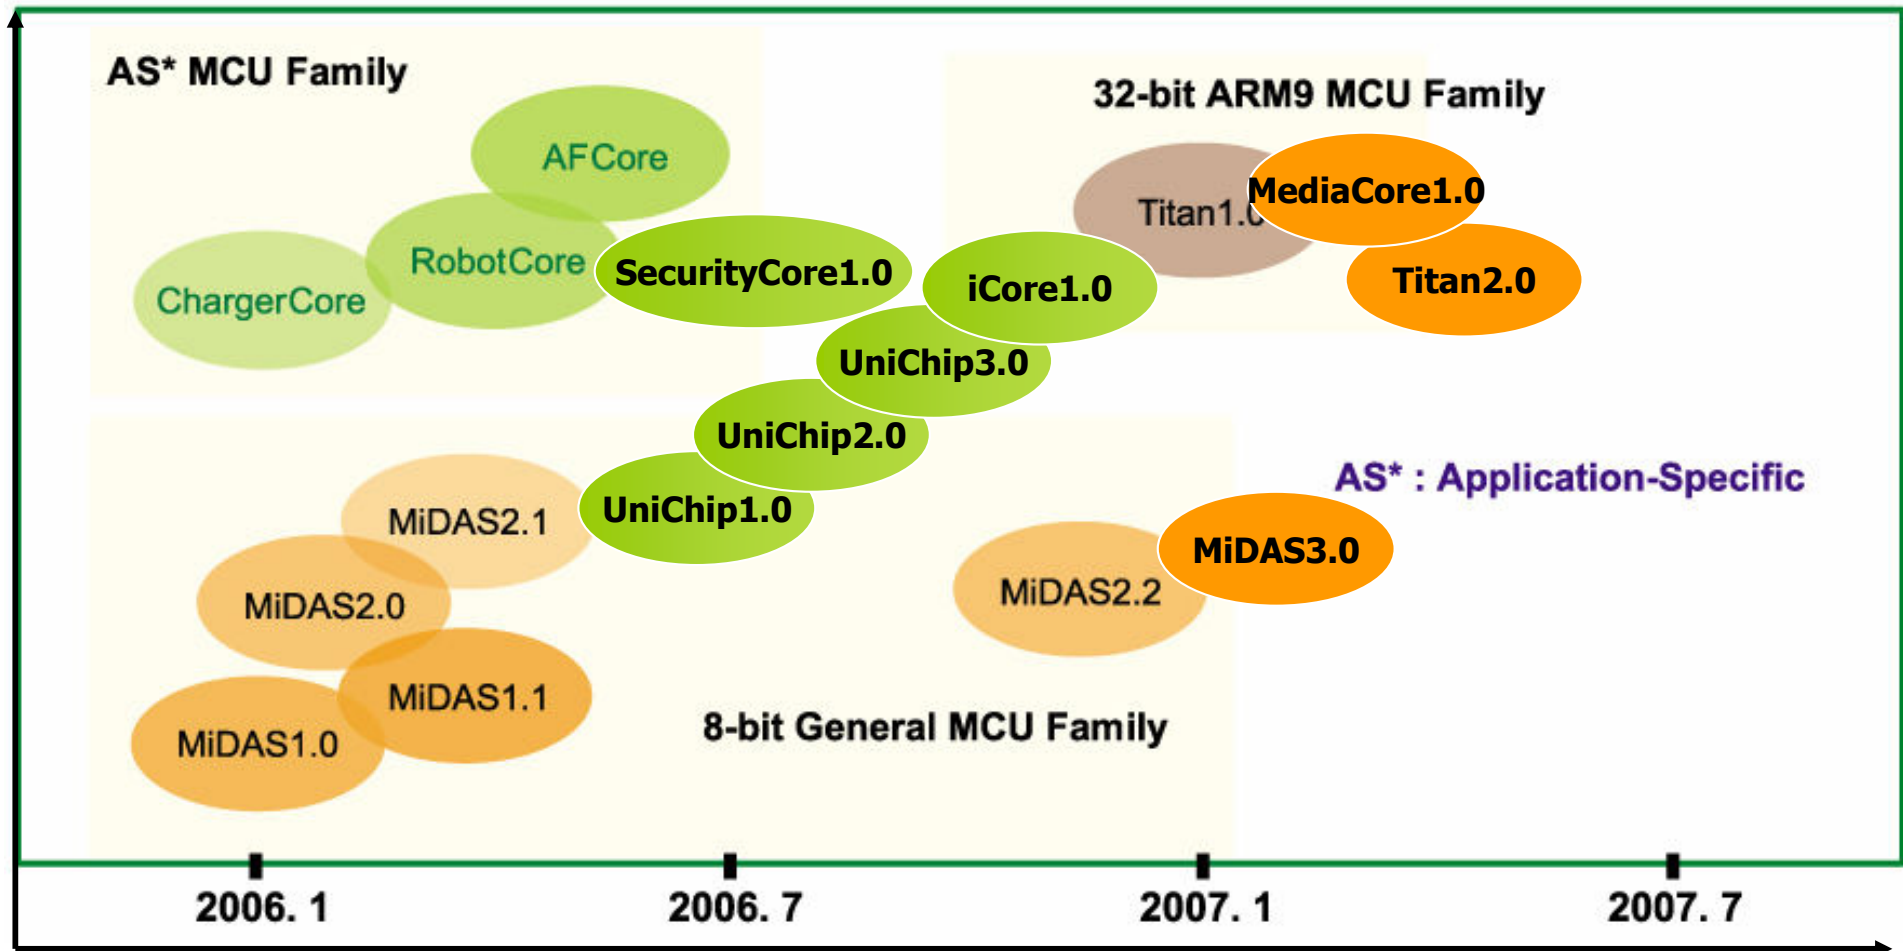 AS* MCU Family
32-bit ARM9 MCU Family
AFCore
MediaCore1.0
Titan1.0
RobotCore
SecurityCore1.0
iCore1.0
Titan2.0
ChargerCore
UniChip3.0
UniChip2.0
AS* : Application-Specific
MiDAS2.1
UniChip1.0
MiDAS3.0
MiDAS2.0
MiDAS2.2
MiDAS1.1
8-bit General MCU Family
MiDAS1.0
2006. 1
2006. 7
2007. 1
2007. 7